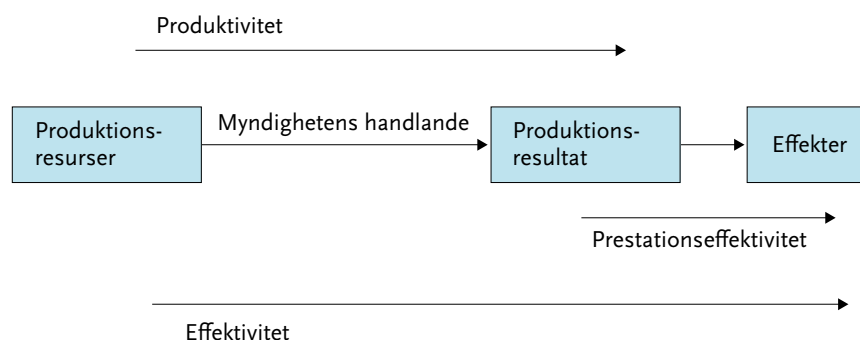 Produktivitet
Produktions-
resurser
Myndighetens handlande
Produktions-
resultat
Effekter
Prestationseffektivitet
Effektivitet